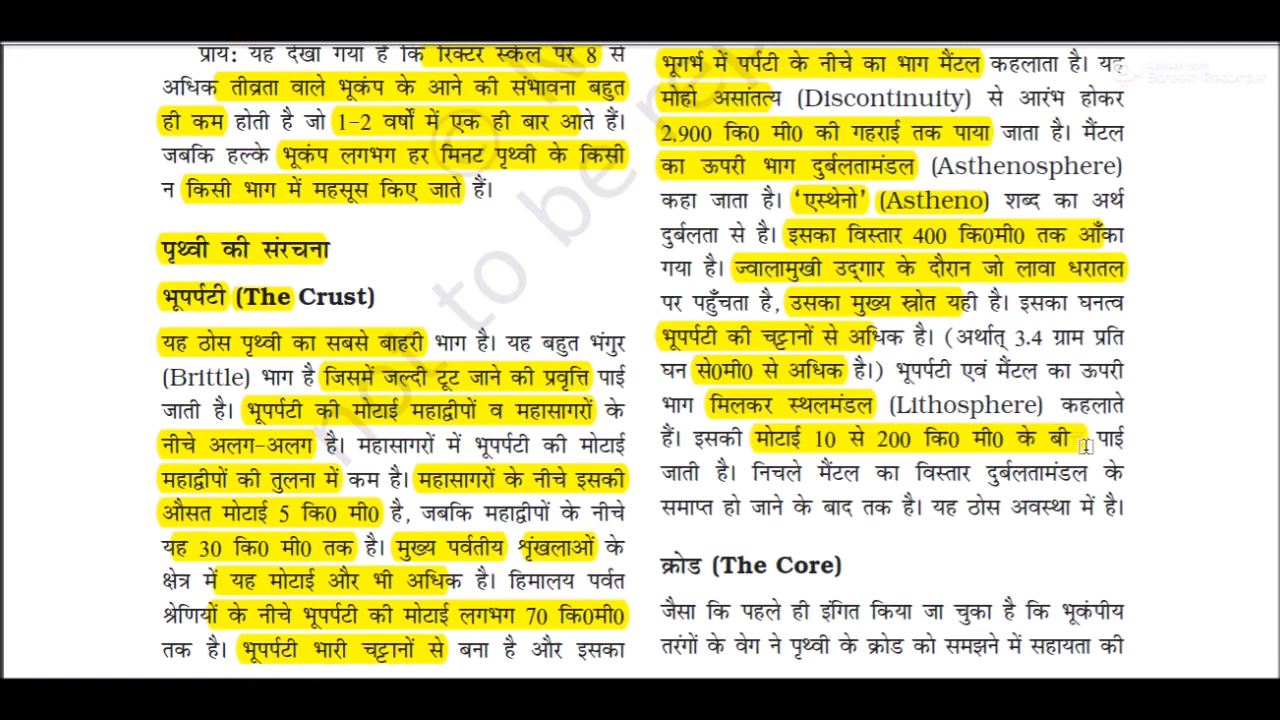 प्राय: यह देखा गया है कि रिक्टर स्केल पर 8 से
अधिक तीव्रता वाले भूकंप के आने की संभावना बहुत
ही कम होती है जो 1-2 वर्षों में एक ही बार आते हैं।
जबकि हल्के भूकंप लगभग हर मिनट पृथ्वी के किसी
न किसी भाग में महसूस किए जाते हैं।
पृथ्वी की संरचना
भूपर्पटी (The Crust)
यह ठोस पृथ्वी का सबसे बाहरी भाग है। यह बहुत भंगुर
(Brittle) भाग है जिसमें जल्दी टूट जाने की प्रवृत्ति पाई
जाती है। भूपर्पटी की मोटाई महाद्वीपों व महासागरों के
नीचे अलग-अलग है। महासागरों में भूपर्पटी की मोटाई
महाद्वीपों की तुलना में कम है। महासागरों के नीचे इसकी
औसत मोटाई 5 कि0 मी0 है, जबकि महाद्वीपों के नीचे
यह 30 कि0 मी0 तक है। मुख्य पर्वतीय शृंखलाओं के
क्षेत्र में यह मोटाई और भी अधिक है। हिमालय पर्वत
श्रेणियों के नीचे भूपर्पटी की मोटाई लगभग 70 कि0मी0
तक है। भूपर्पटी भारी चट्टानों से बना है और इसका
भूगर्भ में पर्पटी के नीचे का भाग मैंटल कहलाता है। यह
मोहो असांतत्य (Discontinuity) से आरंभ होकर
2,900 कि0 मी0 की गहराई तक पाया जाता है। मैंटल
का ऊपरी भाग दुर्बलतामंडल (Asthenosphere)
कहा जाता है। 'एस्थेनो' (Astheno) शब्द का अर्थ
दुर्बलता से है। इसका विस्तार 400 कि0मी0 तक आँका
गया है। ज्वालामुखी उद्‌गार के दौरान जो लावा धरातल
पर पहुँचता है, उसका मुख्य स्रोत यही है। इसका घनत्व
भूपर्पटी की चट्टानों से अधिक है। (अर्थात् 3.4 ग्राम प्रति
घन से0मी0 से अधिक है।) भूपर्पटी एवं मैंटल का ऊपरी
भाग मिलकर स्थलमंडल (Lithosphere) कहलाते
हैं। इसकी मोटाई 10 से 200 कि0 मी0 के बी पाई
जाती है। निचले मैंटल का विस्तार दुर्बलतामंडल के
समाप्त हो जाने के बाद तक है। यह ठोस अवस्था में है।
क्रोड (The Core)
जैसा कि पहले ही इंगित किया जा चुका है कि भूकंपीय
तरंगों के वेग ने पृथ्वी के क्रोड को समझने में सहायता की
© N
not to be rep
Screen Recorder